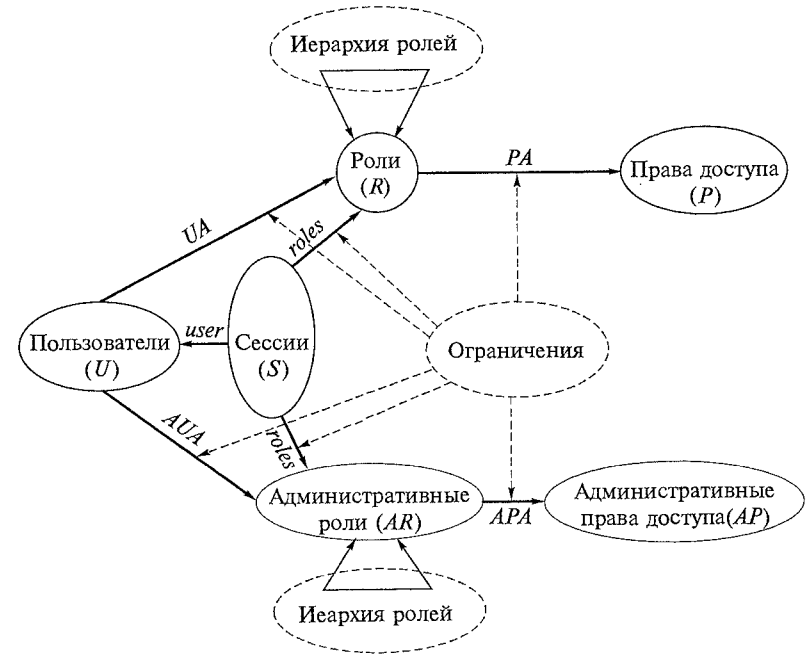 Иерархия ролей
Роли
(R)
PA
Права доступа
(P)
UA
roles
user
Пользователи
(U)
Сессии
(S)
Ограничения
AUA
roles
Административные
роли (AR)
APA
Административные
права доступа(AP)
Иеархия ролей